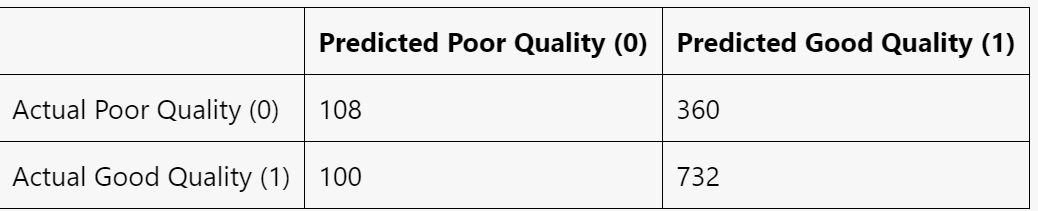 Predicted Poor Quality (0) Predicted Good Quality (1)
Actual Poor Quality (0) 108 360
Actual Good Quality (1) 100 732